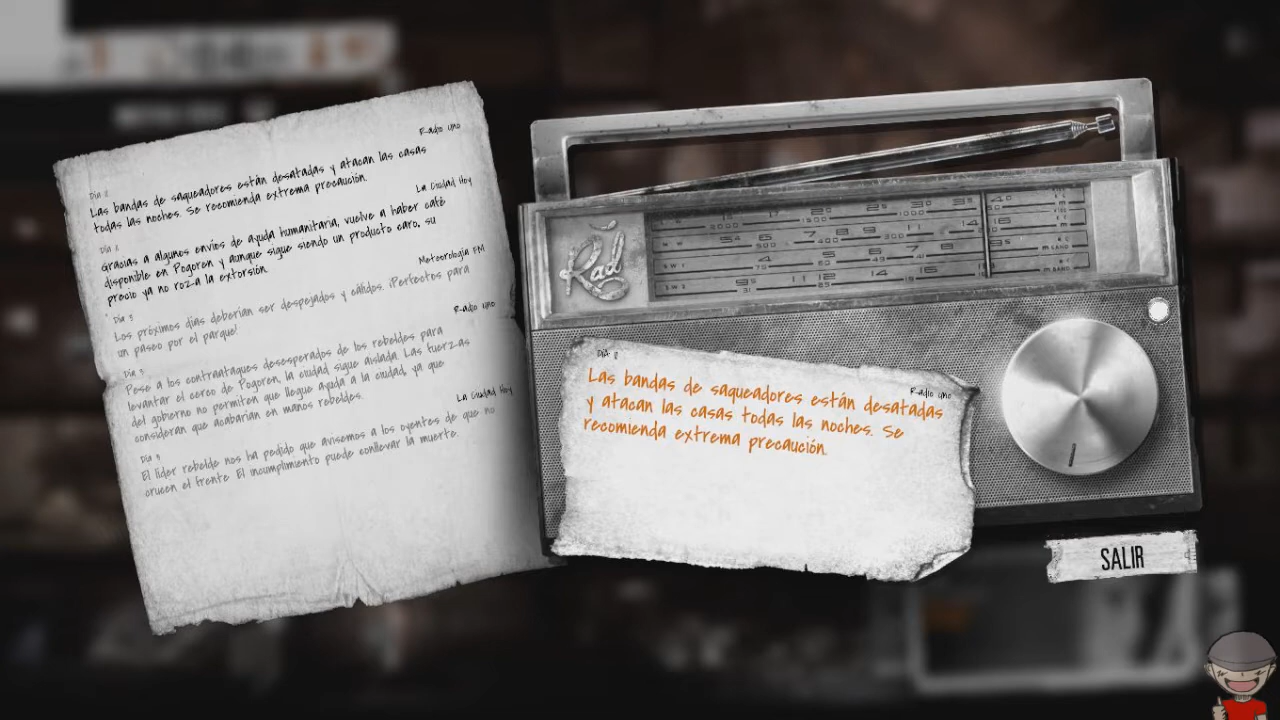 Radio Uno
Día 8
Las bandas de saqueadores están desatadas y atacan las casas
todas las noches. Se recomienda extrema precaución.
La Ciudad Hoy
Día
Gracias a algunos envíos de ayuda humanitaria, vuelve a haber café
disponible en Pogoren y aunque sigue siendo un producto caro, su
precio ya no roza la extorsión.
Meteorología FM
Día 3
Los próximos días deberían ser despejados y cálidos. ¡Perfectos para
un paseo por el parque!
Radio Uno
Día 3
Pese a los contraataques desesperados de los rebeldes para
levantar el cerco de Pogoren, la ciudad sigue aislada. Las fuerzas
del gobierno no permiten que llegue ayuda a la ciudad, ya que
consideran que acabarían en manos rebeldes.
La Ciudad Hoy
Día
El líder rebelde nos ha pedido que avisemos a los oyentes de que no
crucen el frente. El incumplimiento puede conllevar la muerte.
Rad
DÍA: 8
Radio Uno
Las bandas de saqueadores están desatadas
y atacan las casas todas las noches. Se
recomienda extrema precaución.
SALIR